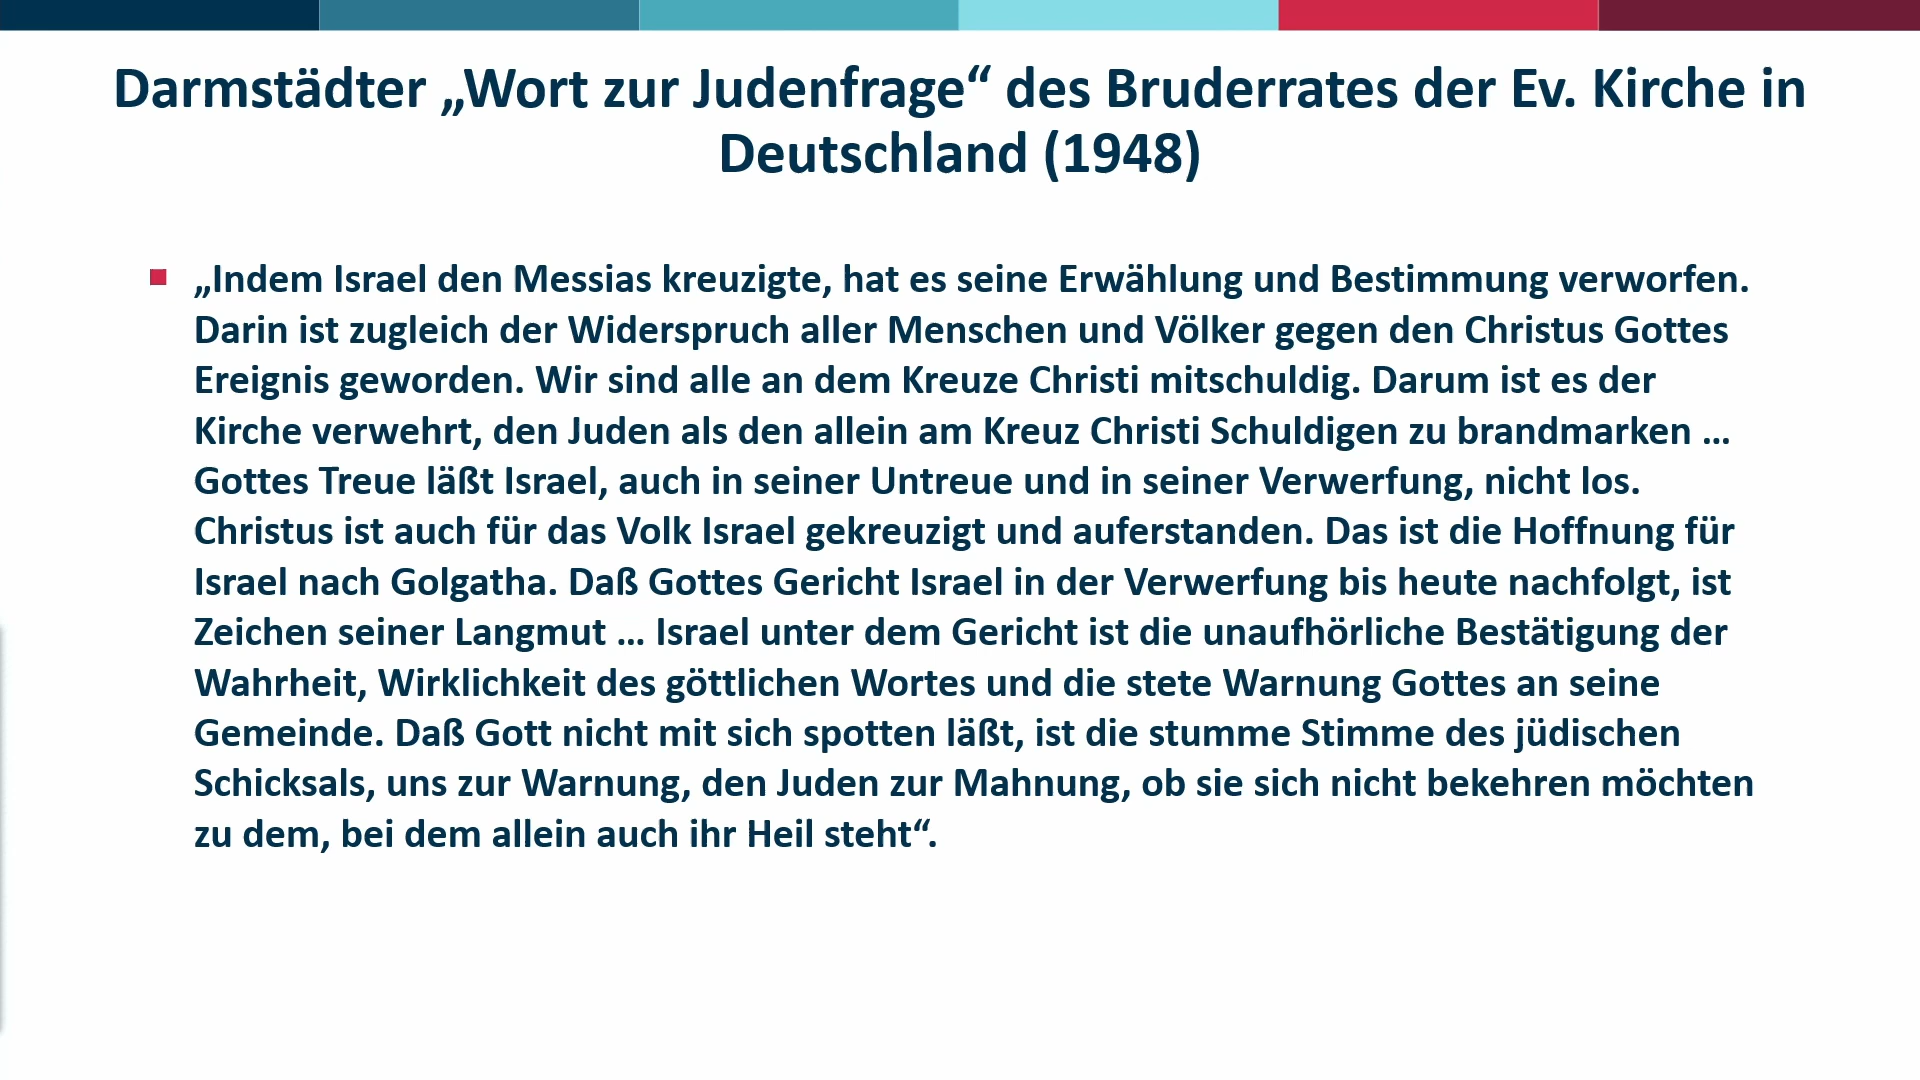 Darmstädter „Wort zur Judenfrage“ des Bruderrates der Ev. Kirche in
Deutschland (1948)
„Indem Israel den Messias kreuzigte, hat es seine Erwählung und Bestimmung verworfen.
Darin ist zugleich der Widerspruch aller Menschen und Völker gegen den Christus Gottes
Ereignis geworden. Wir sind alle an dem Kreuze Christi mitschuldig. Darum ist es der
Kirche verwehrt, den Juden als den allein am Kreuz Christi Schuldigen zu brandmarken ...
Gottes Treue läßt Israel, auch in seiner Untreue und in seiner Verwerfung, nicht los.
Christus ist auch für das Volk Israel gekreuzigt und auferstanden. Das ist die Hoffnung für
Israel nach Golgatha. Daß Gottes Gericht Israel in der Verwerfung bis heute nachfolgt, ist
Zeichen seiner Langmut ... Israel unter dem Gericht ist die unaufhörliche Bestätigung der
Wahrheit, Wirklichkeit des göttlichen Wortes und die stete Warnung Gottes an seine
Gemeinde. Daß Gott nicht mit sich spotten läßt, ist die stumme Stimme des jüdischen
Schicksals, uns zur Warnung, den Juden zur Mahnung, ob sie sich nicht bekehren möchten
zu dem, bei dem allein auch ihr Heil steht“.